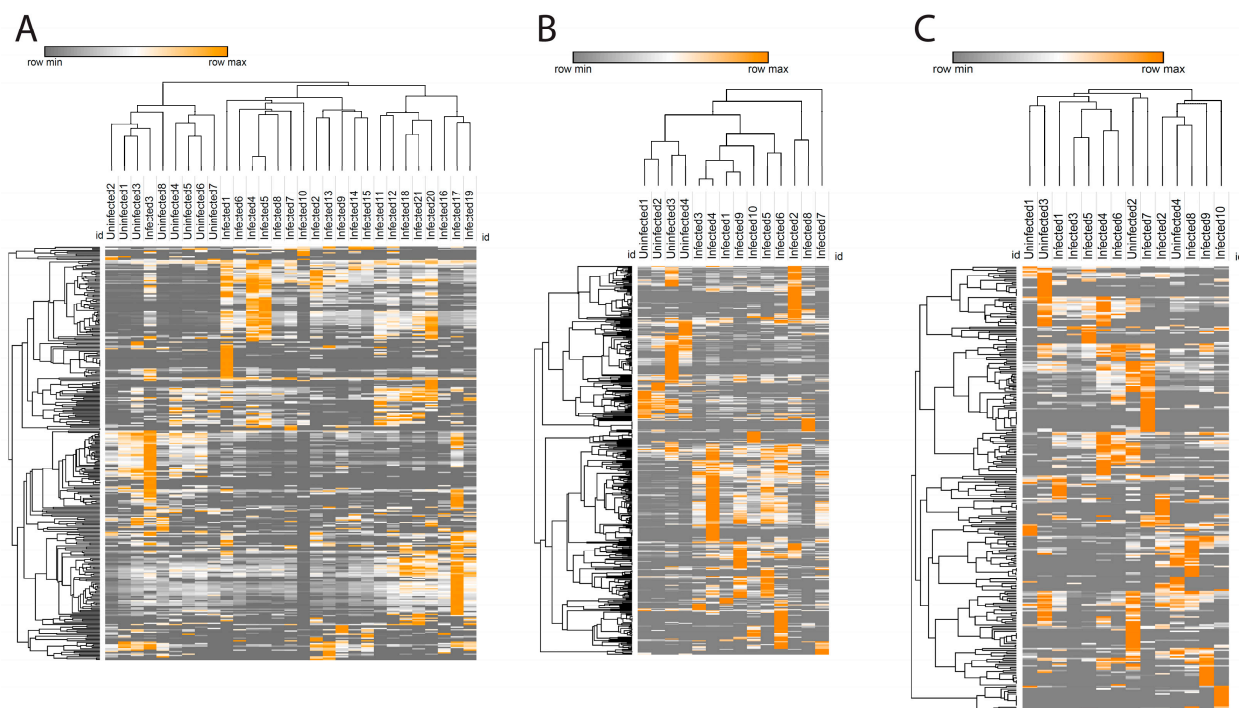 A
row min row max
Uninfected2
Uninfected1
Uninfected3
Infected3
Uninfected8
Uninfected4
Uninfected5
Uninfected6
Uninfected7
Infected1
Infected6
Infected4
Infected5
Infected8
Infected7
Infected10
Infected2
Infected13
Infected9
Infected14
Infected15
Infected11
Infected12
Infected18
Infected21
Infected20
Infected17
Infected16
Infected19
id id
B
row min row max
Uninfected1
Uninfected2
Uninfected3
Uninfected4
Infected3
Infected4
Infected1
Infected9
Infected10
Infected5
Infected6
Infected2
Infected8
Infected7
id id
C
row min row max
Uninfected1
Uninfected3
Infected1
Infected3
Infected5
Infected4
Infected6
Uninfected2
Infected7
Infected2
Uninfected4
Infected8
Infected9
Infected10
id